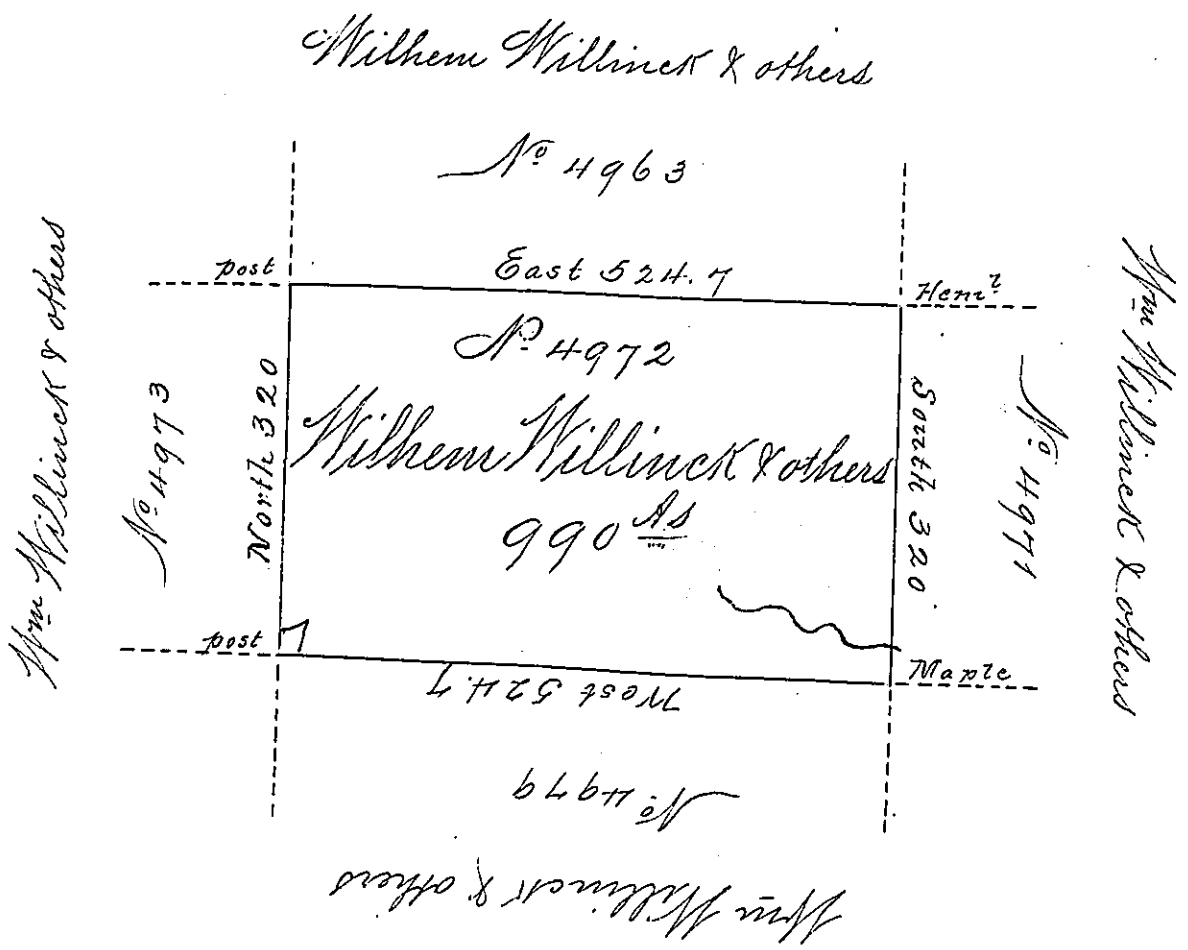 Wilhem Willinck & others
No 4963
post
East 524.7
Hemk
No 4972
Wilhem Willinck & others
990 As
Wm Willinck & others
No 4973
North 320
South 320
No 4971
Wm Willinck & others
post
Maple
West 524.7
No 4979
Wm Willinck & others